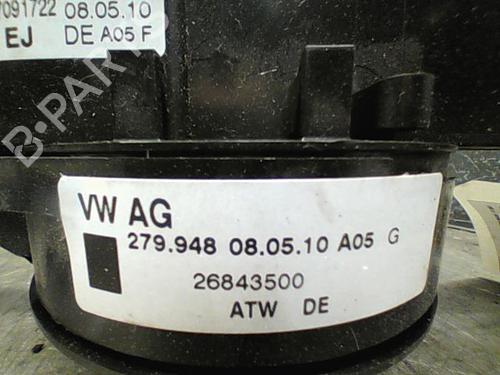 7091722 08.05.10
EJ DE A05 F
B-PARTS
VW AG
279.948 08.05.10 A05 G
26843500
ATW DE